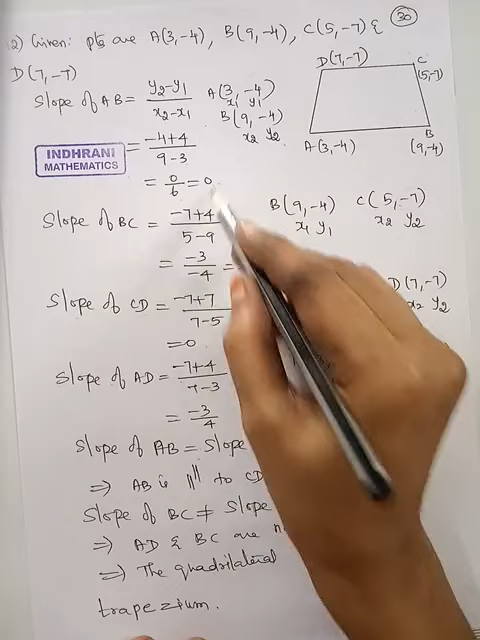 30
2) Given: pts are A(3,-4), B(9,-4), C(5,-7) &
D(7,-7)
Slope of AB = y2-y1 / x2-x1
A(3,-4)
x1 y1
B(9,-4)
x2 y2
D(7,-7)
C
(5,-7)
A(3,-4)
B
(9,-4)
INDHRANI
MATHEMATICS
= -4+4 / 9-3
= 0/6 = 0
Slope of BC = -7+4 / 5-9
B(9,-4) C(5,-7)
x1 y1 x2 y2
= -3/-4 =
Slope of CD = -7+7 / 7-5
D(7,-7)
x2 y2
= 0
Slope of AD = -7+4 / 7-3
= -3/4
Slope of AB = Slope
⇒ AB is || to CD
Slope of BC ≠ Slope
⇒ AD & BC are
⇒ The quadrilateral
trapezium.